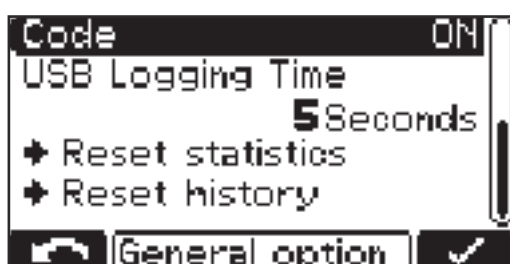 Code ON
USB Logging Time
5 Seconds
Reset statistics
Reset history
General option